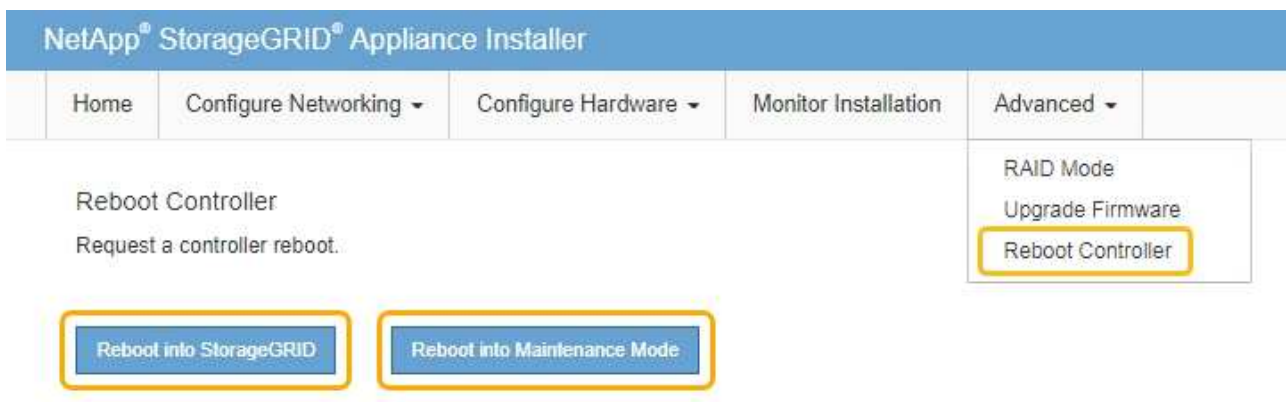 NetApp® StorageGRID® Appliance Installer
Home Configure Networking Configure Hardware Monitor Installation Advanced
RAID Mode
Upgrade Firmware
Reboot Controller
Reboot Controller
Request a controller reboot.
Reboot into StorageGRID Reboot into Maintenance Mode